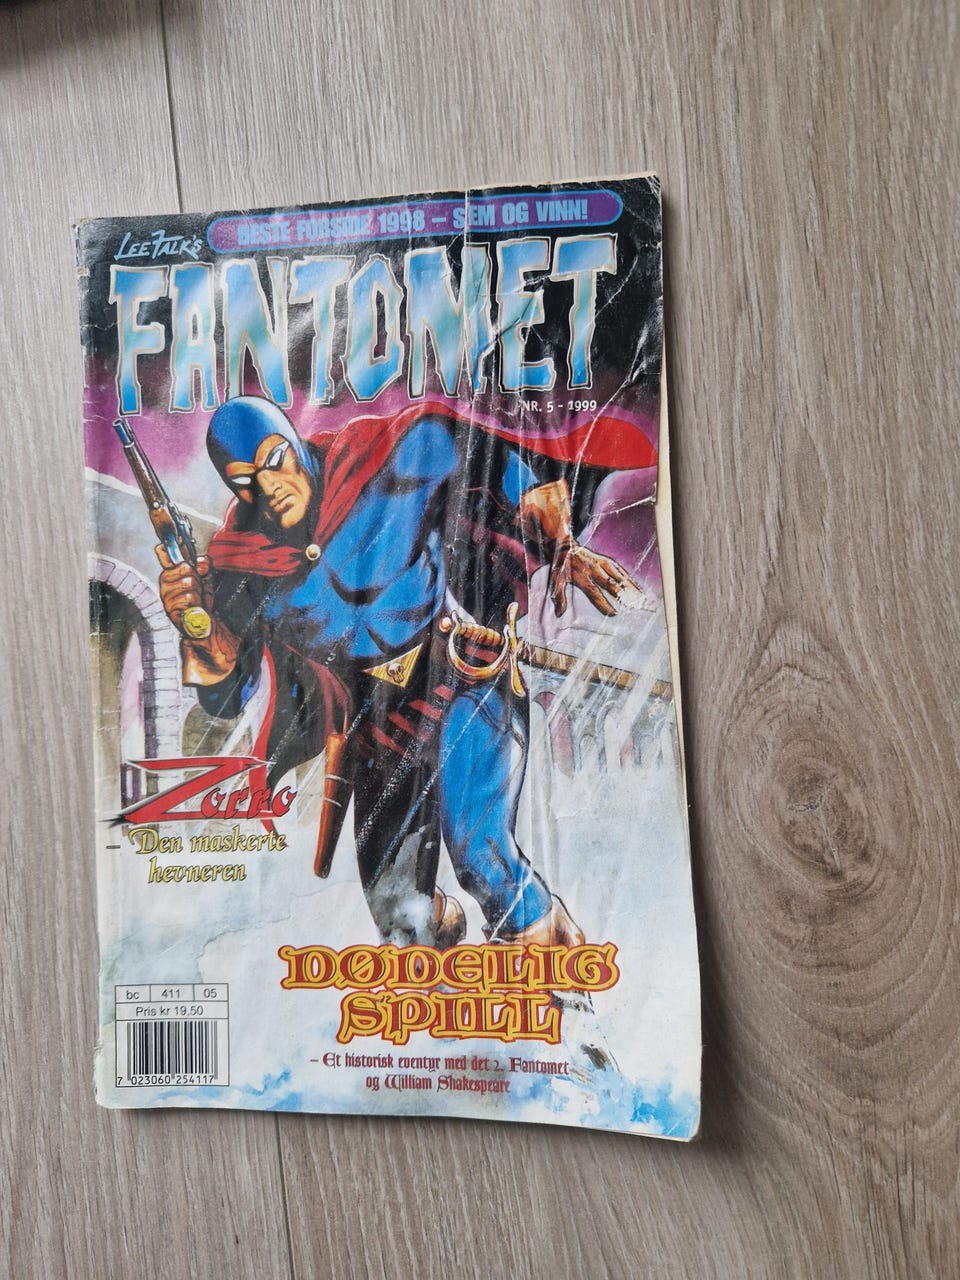 BESTE FORSIDE 1998 – SEM OG VINN!
LEE FALK'S
FANTOMET
NR. 5 - 1999
Zorro
– Den maskerte
hevneren
DØDELIG
SPILL
– Et historisk eventyr med det 2. Fantomet
og William Shakespeare
bc 411 05
Pris kr 19,50
7 023060 254117